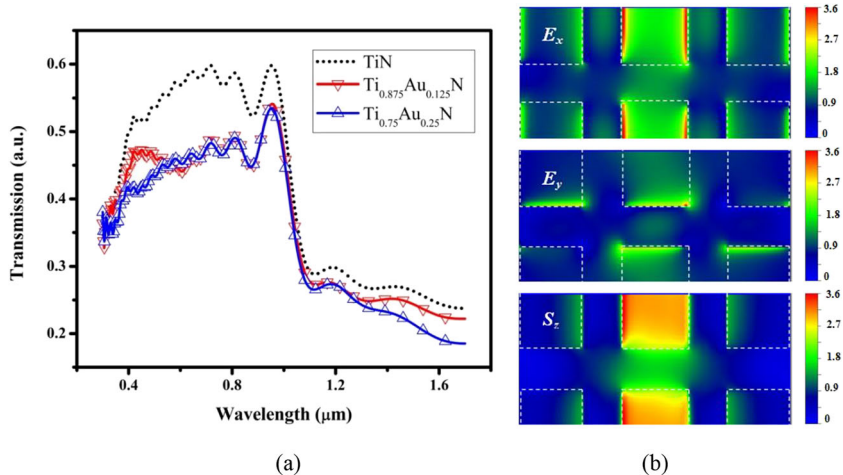 Transmission (a.u.)
0.6
0.5
0.4
0.3
0.2
TiN
Ti0.875Au0.125N
Ti0.75Au0.25N
0.4 0.8 1.2 1.6
Wavelength (μm)
(a)
Ex
3.6
2.7
1.8
0.9
0
Ey
3.6
2.7
1.8
0.9
0
Sz
3.6
2.7
1.8
0.9
0
(b)